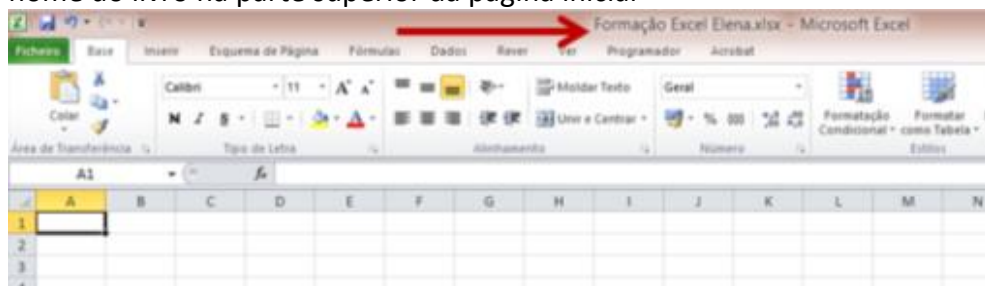 nome do livro na parte superior da página inicial
Formação Excel Elena.xlsx - Microsoft Excel
Ficheiro Base Inserir Esquema de Página Fórmulas Dados Rever Ver Programador Acrobat
Calibri 11 A A Moldar Texto Geral
Colar N I S Unir e Centrar % 000 Formatação Condicional Formatar como Tabela
Área de Transferência Tipo de Letra Alinhamento Número Estilos
A1 fx
A B C D E F G H I J K L M N
1
2
3
4